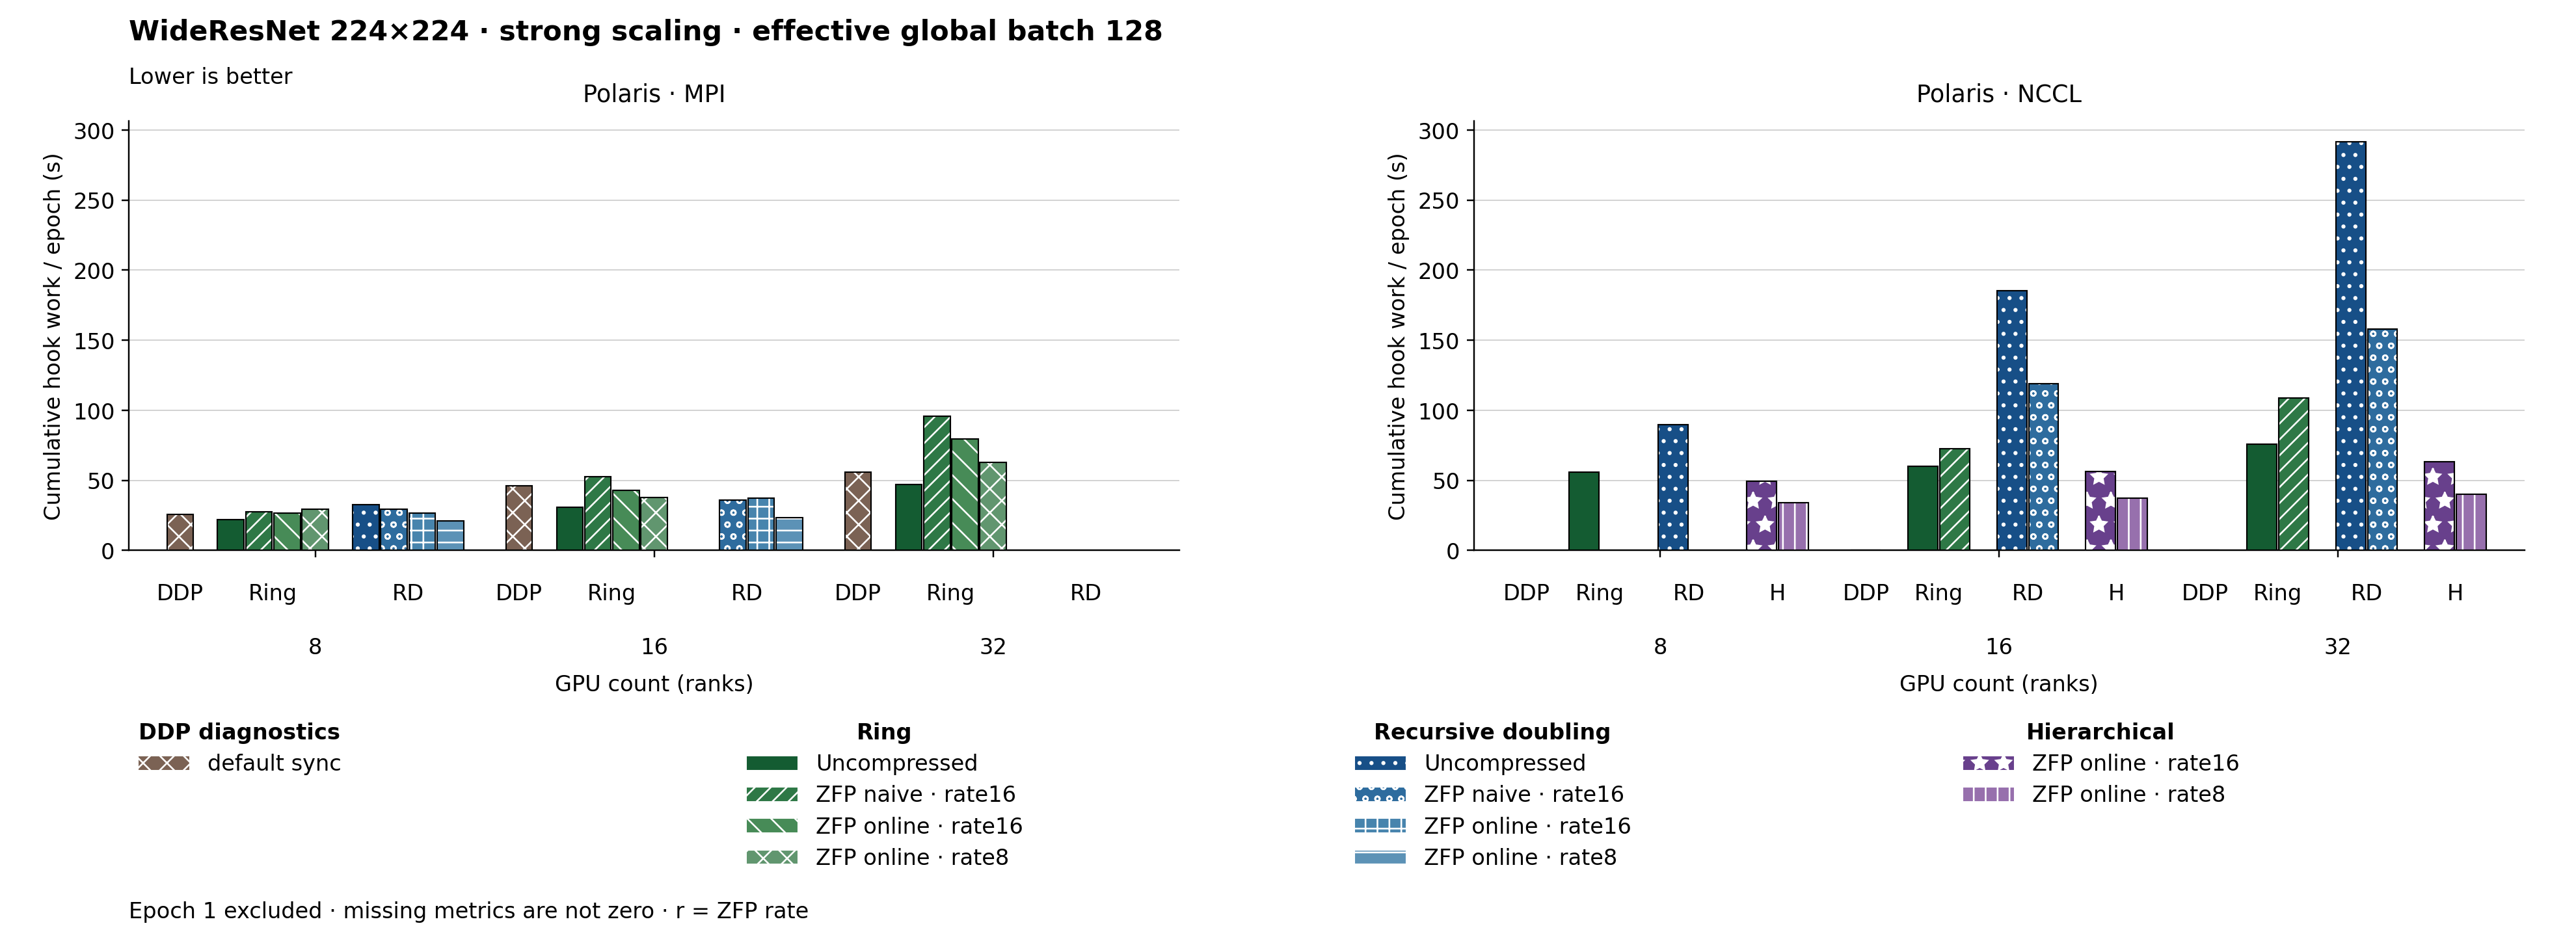 WideResNet 224×224 · strong scaling · effective global batch 128
Lower is better
Polaris · MPI
Cumulative hook work / epoch (s)
300
250
200
150
100
50
0
DDP Ring RD DDP Ring RD DDP Ring RD
8 16 32
GPU count (ranks)
Polaris · NCCL
Cumulative hook work / epoch (s)
300
250
200
150
100
50
0
DDP Ring RD H DDP Ring RD H DDP Ring RD H
8 16 32
GPU count (ranks)
DDP diagnostics
default sync
Ring
Uncompressed
ZFP naive · rate16
ZFP online · rate16
ZFP online · rate8
Recursive doubling
Uncompressed
ZFP naive · rate16
ZFP online · rate16
ZFP online · rate8
Hierarchical
ZFP online · rate16
ZFP online · rate8
Epoch 1 excluded · missing metrics are not zero · r = ZFP rate